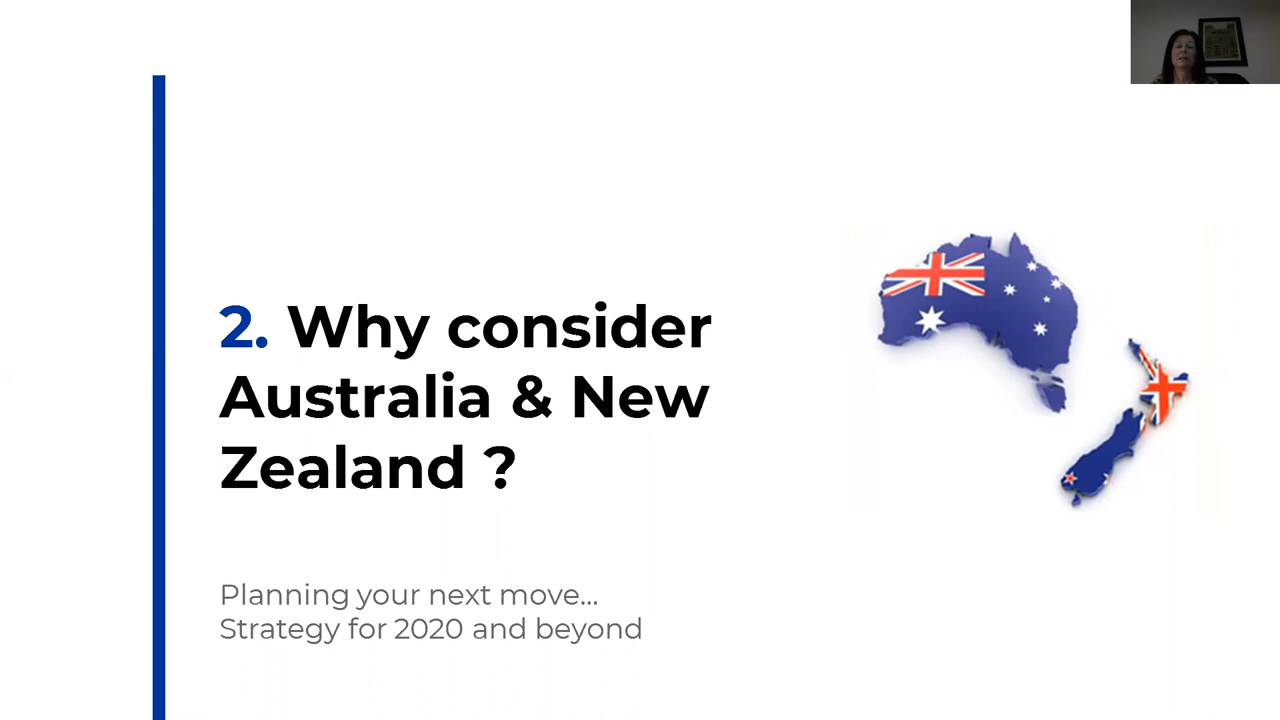 2. Why consider
Australia & New
Zealand ?
Planning your next move...
Strategy for 2020 and beyond